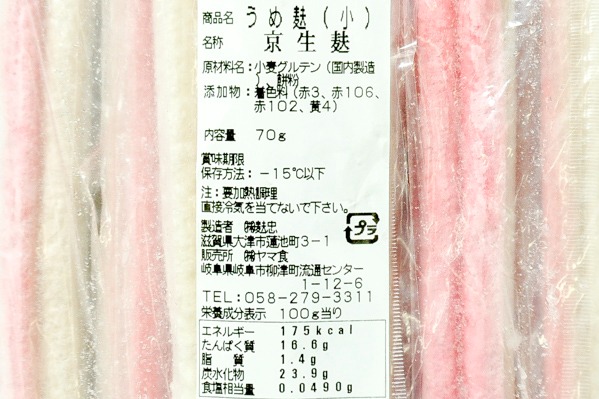 商品名 うめ麸(小)
名称 京生麸
原材料名:小麦グルテン(国内製造
)、餅粉
添加物:着色料(赤3、赤106、
赤102、黄4)
内容量 70g
賞味期限
保存方法: -15℃以下
注:要加熱調理
直接冷気を当てないで下さい。
製造者 ㈱麩忠
滋賀県大津市蓮池町3-1
プラ
販売所 ㈱ヤマ食
岐阜県岐阜市柳津町流通センター
1-12-6
TEL:058-279-3311
栄養成分表示 100g当り
エネルギー 175kcal
たんぱく質 16.6g
脂質 1.4g
炭水化物 23.9g
食塩相当量 0.0490g